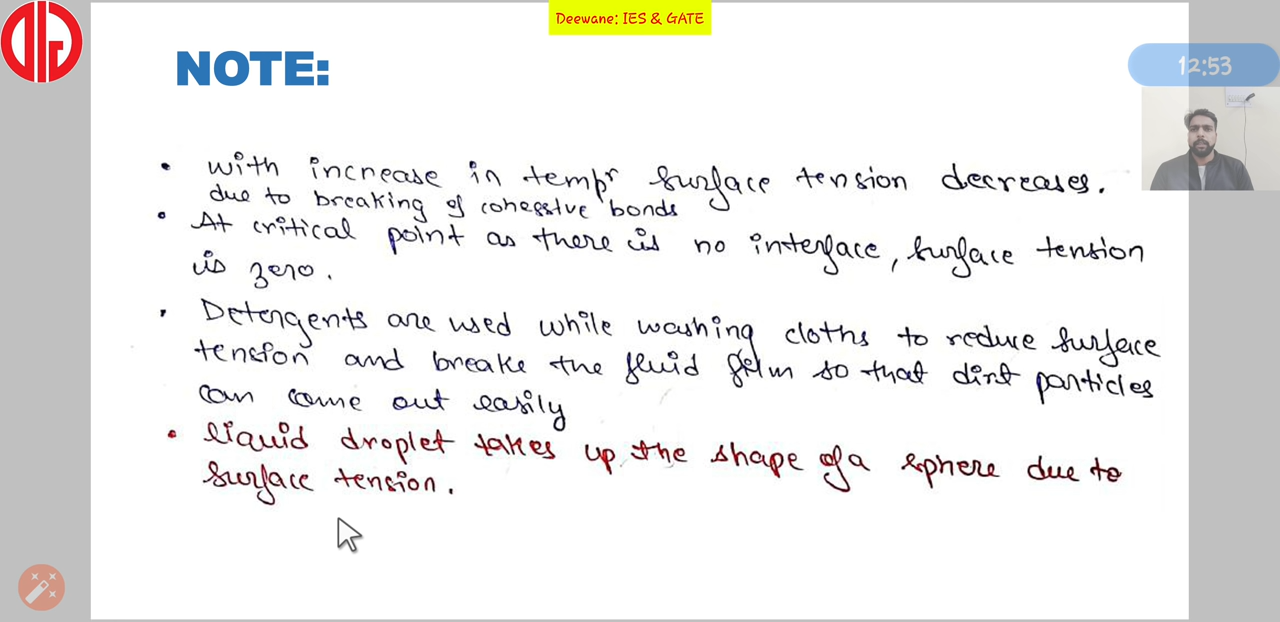 Deewane: IES & GATE
NOTE:
12:53
• with increase in tempr surface tension decreases.
due to breaking of cohesive bonds
• At critical point as there is no interface, surface tension
is zero.
• Detergents are used while washing cloths to reduce surface
tension and break the fluid film so that dirt particles
can come out easily
• liquid droplet takes up the shape of a sphere due to
surface tension.